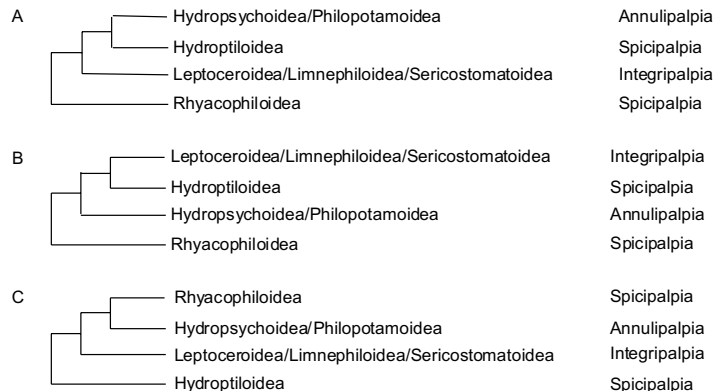 A Hydropsychoidea/Philopotamoidea Annulipalpia
Hydroptiloidea Spicipalpia
Leptoceroidea/Limnephiloidea/Sericostomatoidea Integripalpia
Rhyacophiloidea Spicipalpia
B Leptoceroidea/Limnephiloidea/Sericostomatoidea Integripalpia
Hydroptiloidea Spicipalpia
Hydropsychoidea/Philopotamoidea Annulipalpia
Rhyacophiloidea Spicipalpia
C Rhyacophiloidea Spicipalpia
Hydropsychoidea/Philopotamoidea Annulipalpia
Leptoceroidea/Limnephiloidea/Sericostomatoidea Integripalpia
Hydroptiloidea Spicipalpia